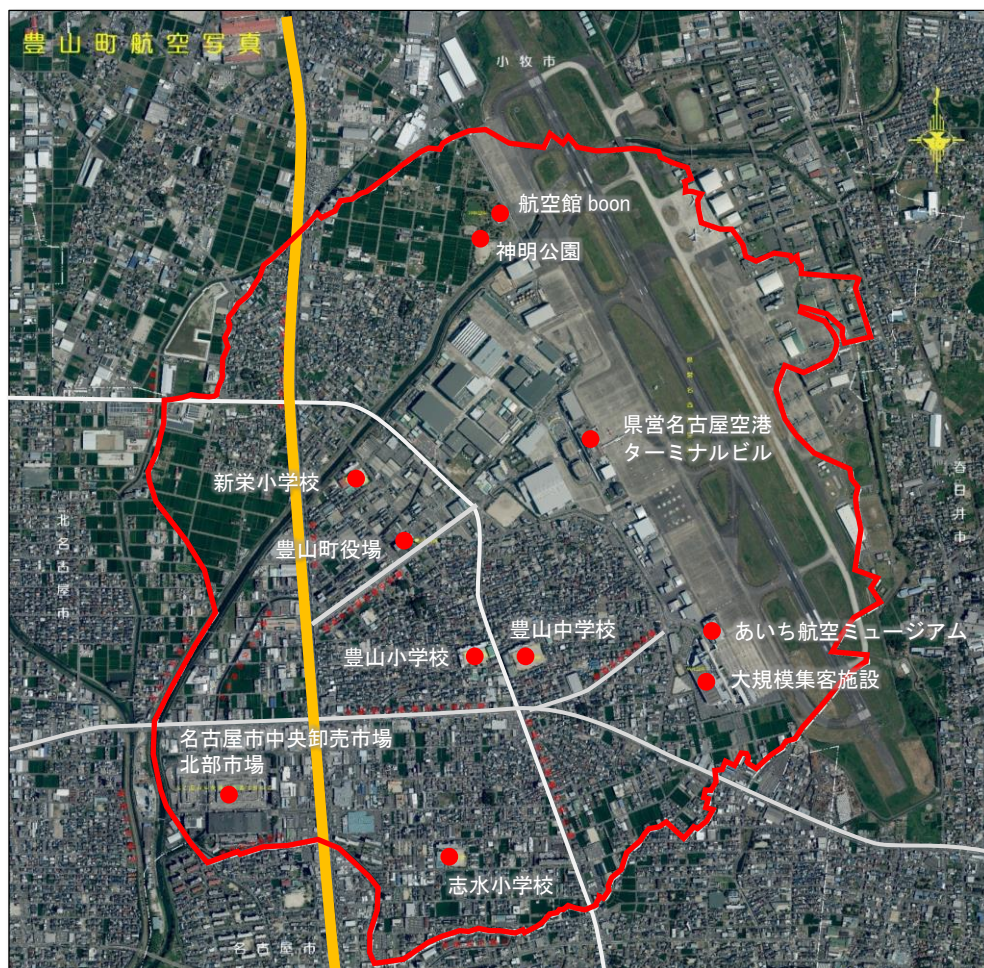 豊山町航空写真
小牧市
航空館 boon
神明公園
県営名古屋空港
ターミナルビル
春日井市
新栄小学校
北名古屋市
豊山町役場
豊山中学校
あいち航空ミュージアム
豊山小学校
大規模集客施設
名古屋市中央卸売市場
北部市場
志水小学校
名古屋市